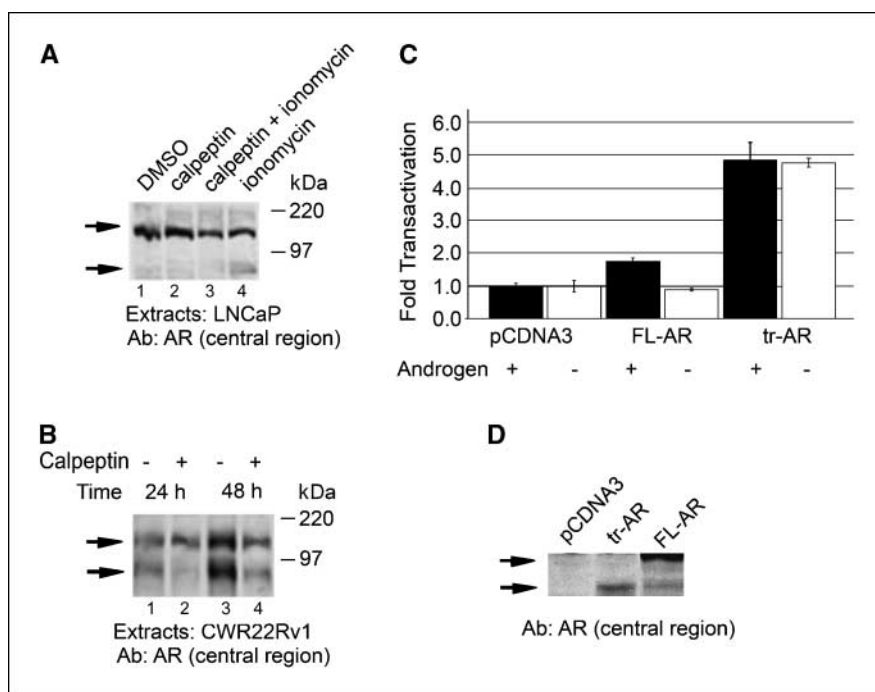 A
DMSO
calpeptin
calpeptin + ionomycin
ionomycin
kDa
220
97
1 2 3 4
Extracts: LNCaP
Ab: AR (central region)
B
Calpeptin - + - +
Time 24 h 48 h kDa
220
97
1 2 3 4
Extracts: CWR22Rv1
Ab: AR (central region)
C
Fold Transactivation
6.0
5.0
4.0
3.0
2.0
1.0
0.0
pCDNA3 FL-AR tr-AR
Androgen + - + - + -
D
pCDNA3
tr-AR
FL-AR
Ab: AR (central region)